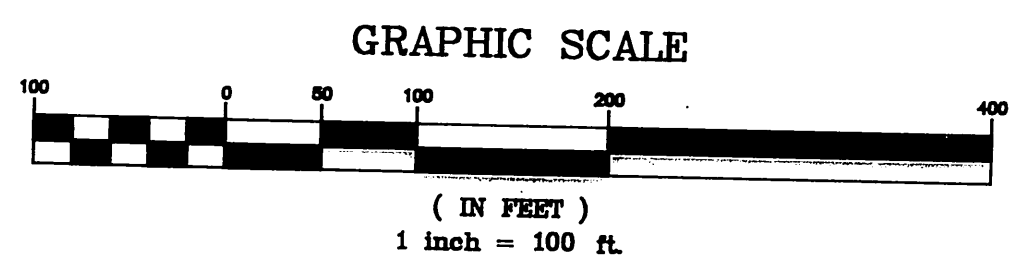 GRAPHIC SCALE
100 0 50 100 200 400
( IN FEET )
1 inch = 100 ft.